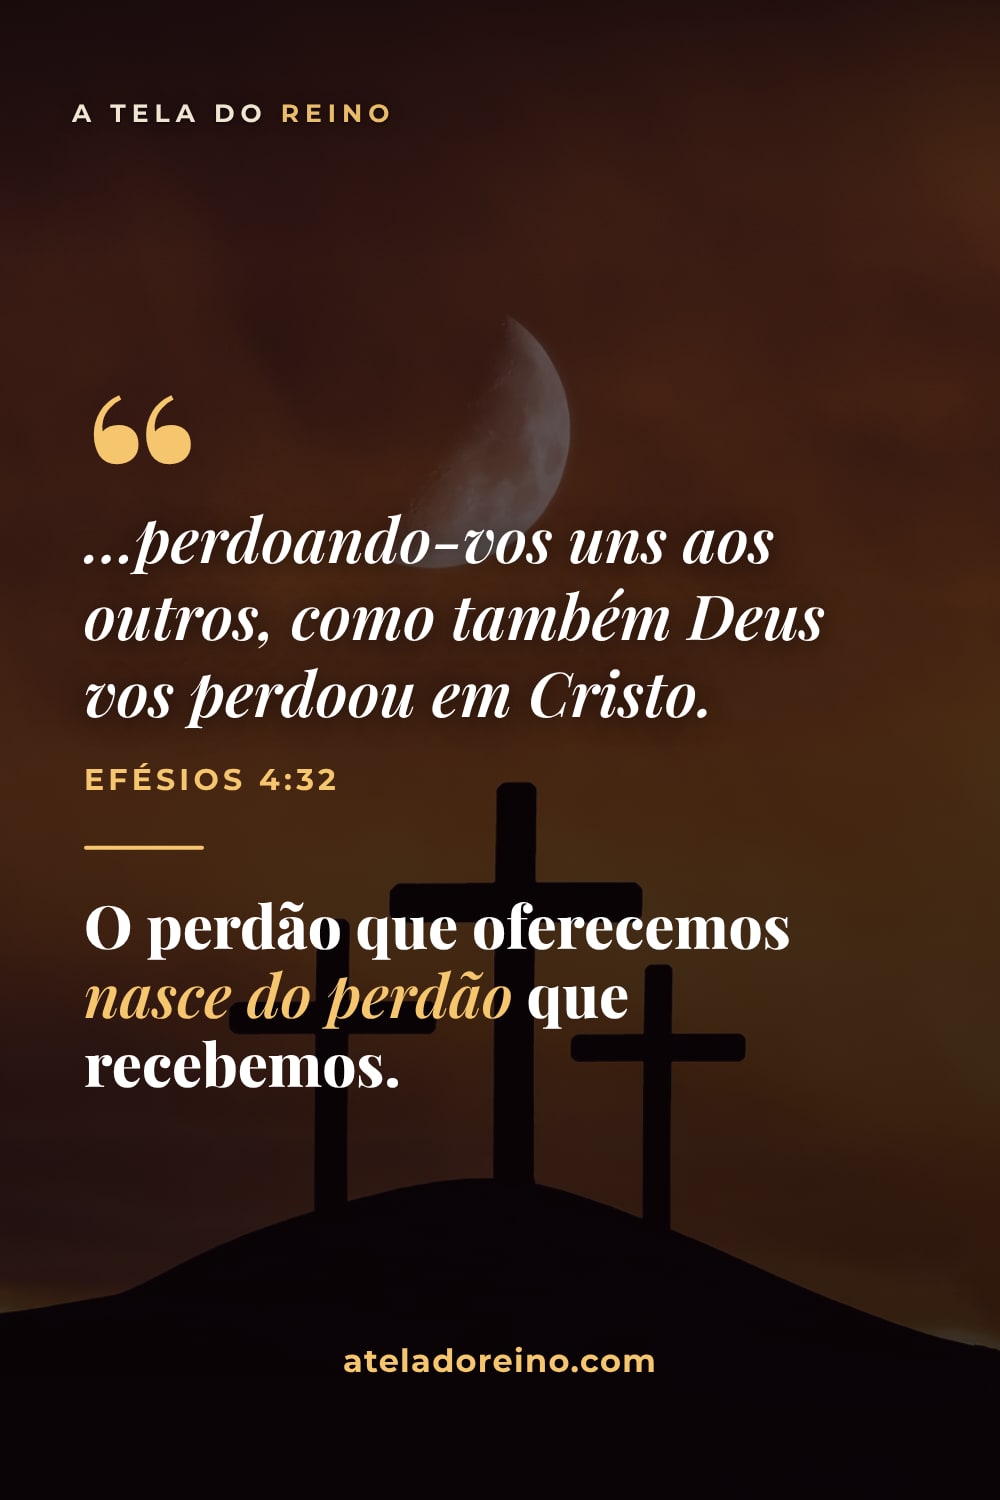 A TELA DO REINO
“
...perdoando-vos uns aos
outros, como também Deus
vos perdoou em Cristo.
EFÉSIOS 4:32
O perdão que oferecemos
nasce do perdão que
recebemos.
ateladoreino.com